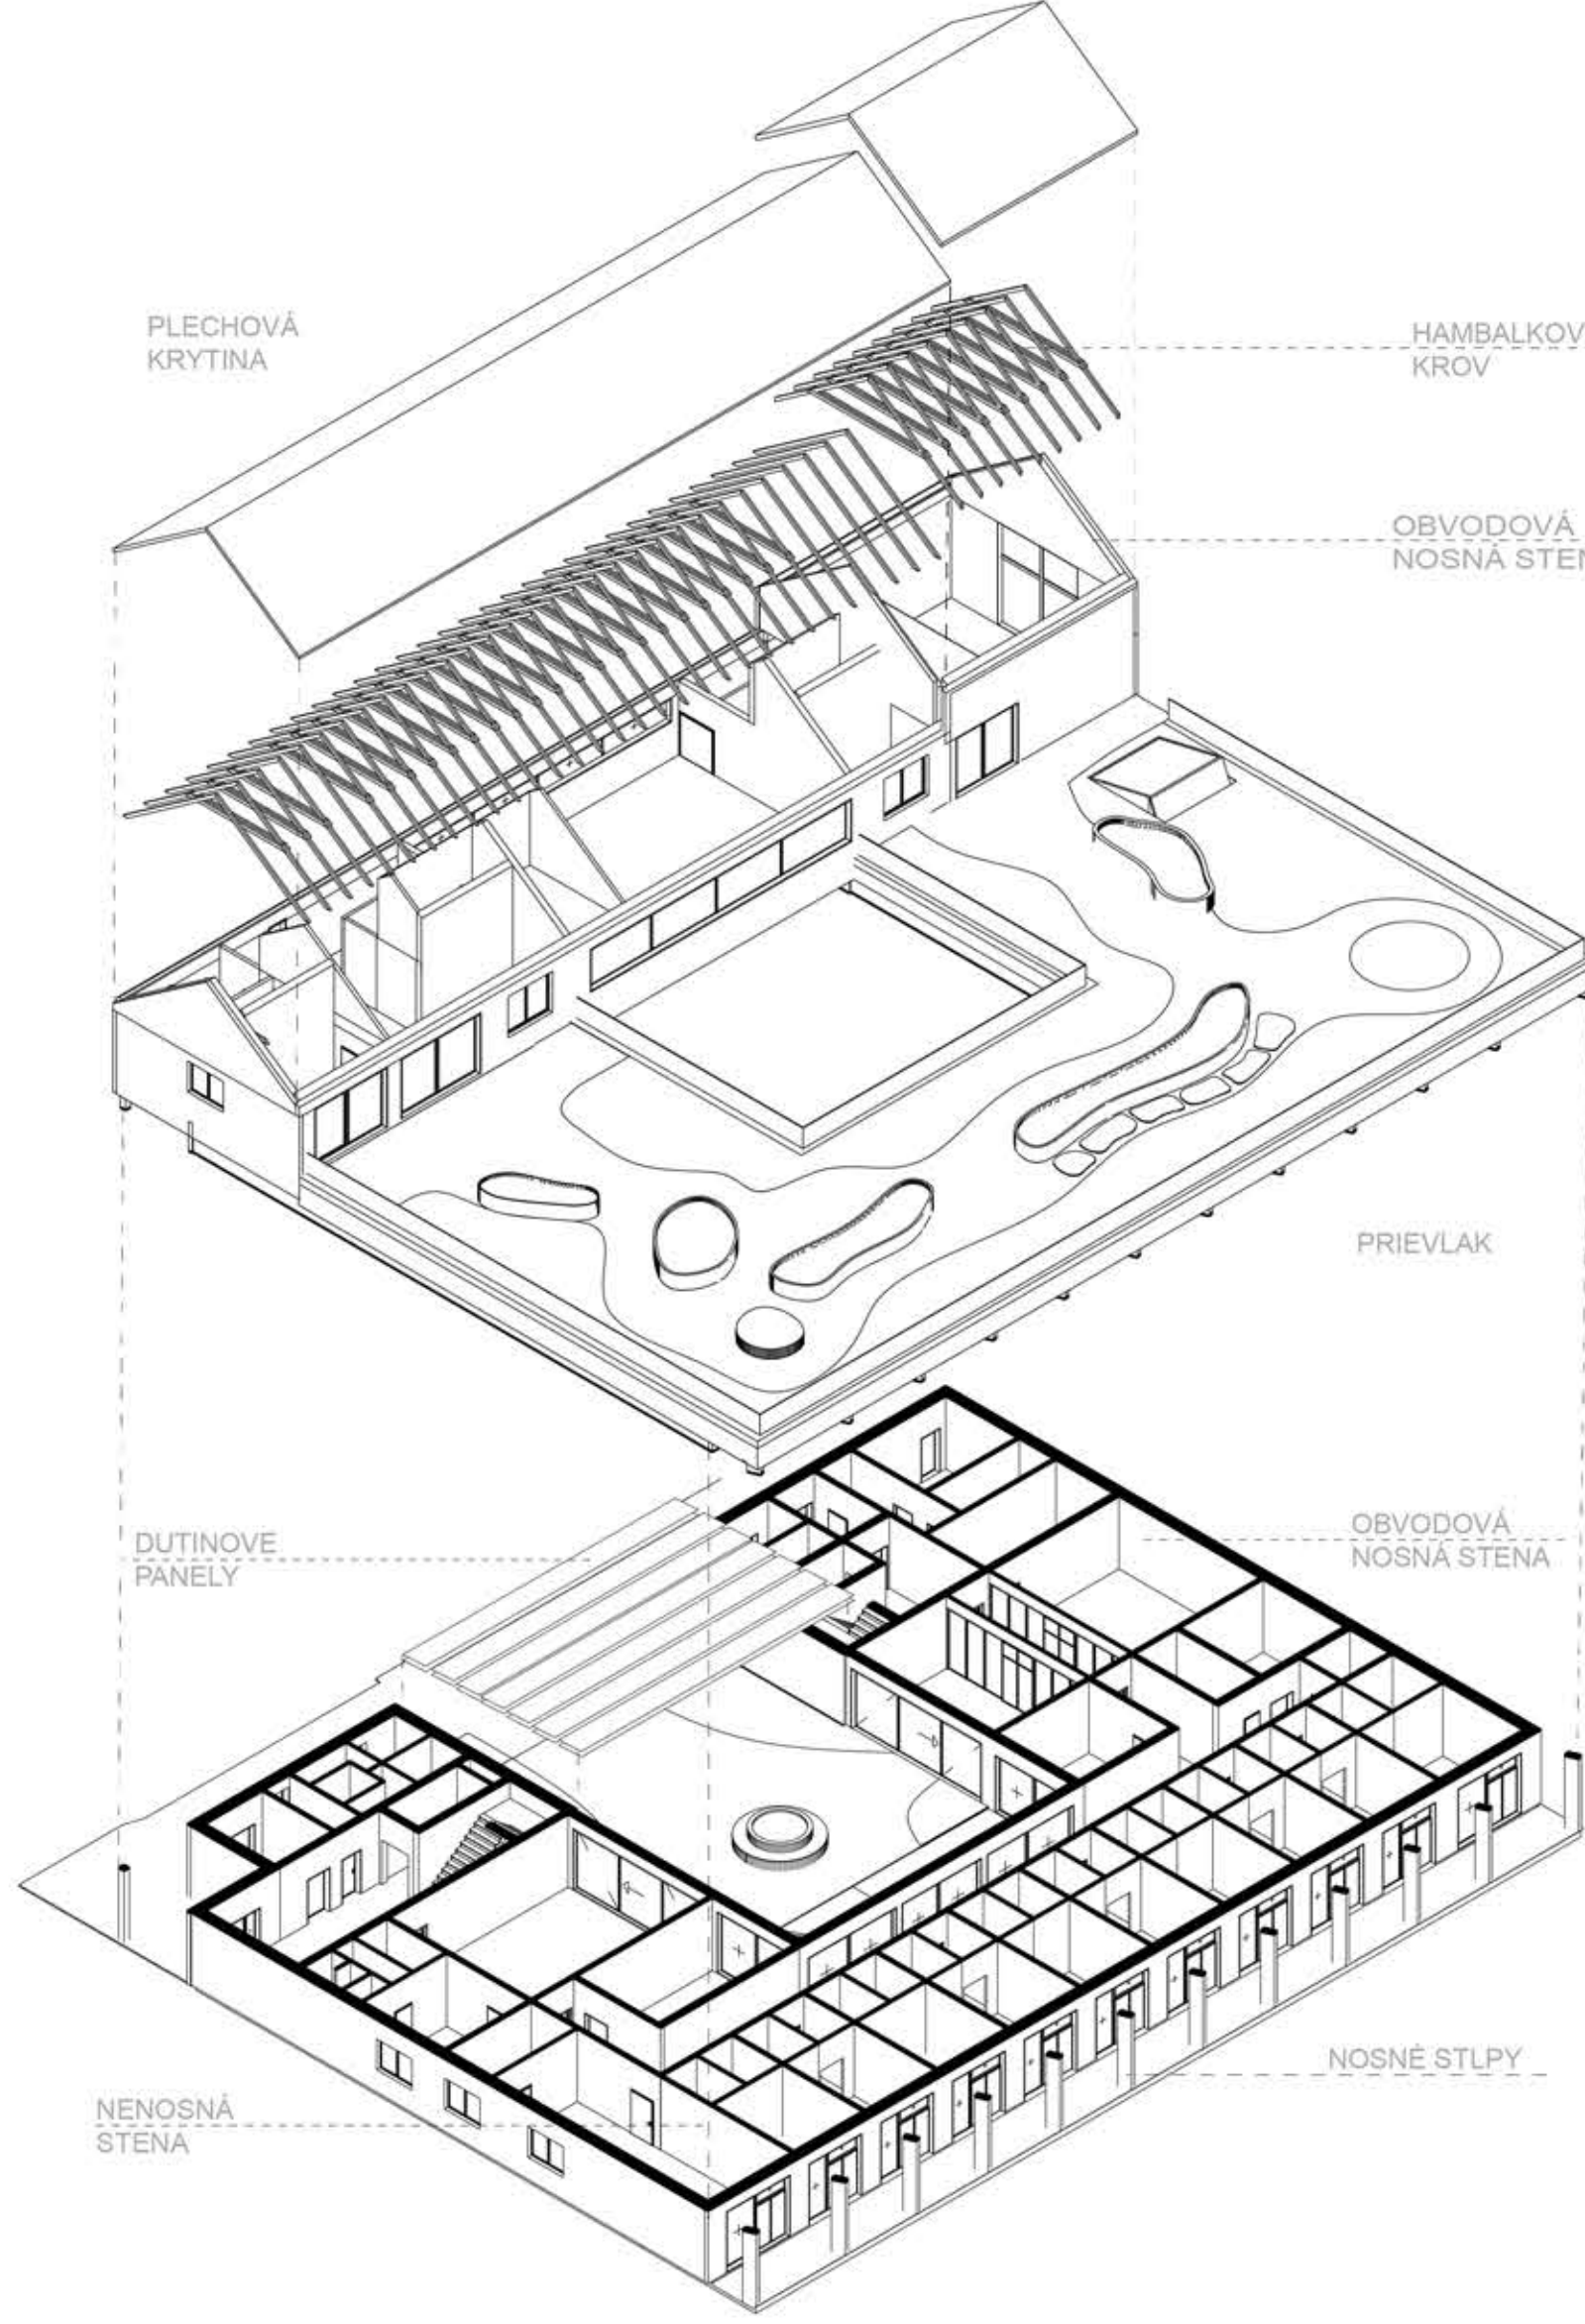 PLECHOVÁ
KRYTINA
HAMBALKOV
KROV
OBVODOVÁ
NOSNÁ STEN
PRIEVLAK
DUTINOVE
PANELY
OBVODOVÁ
NOSNÁ STENA
NOSNÉ STLPY
NENOSNÁ
STENA